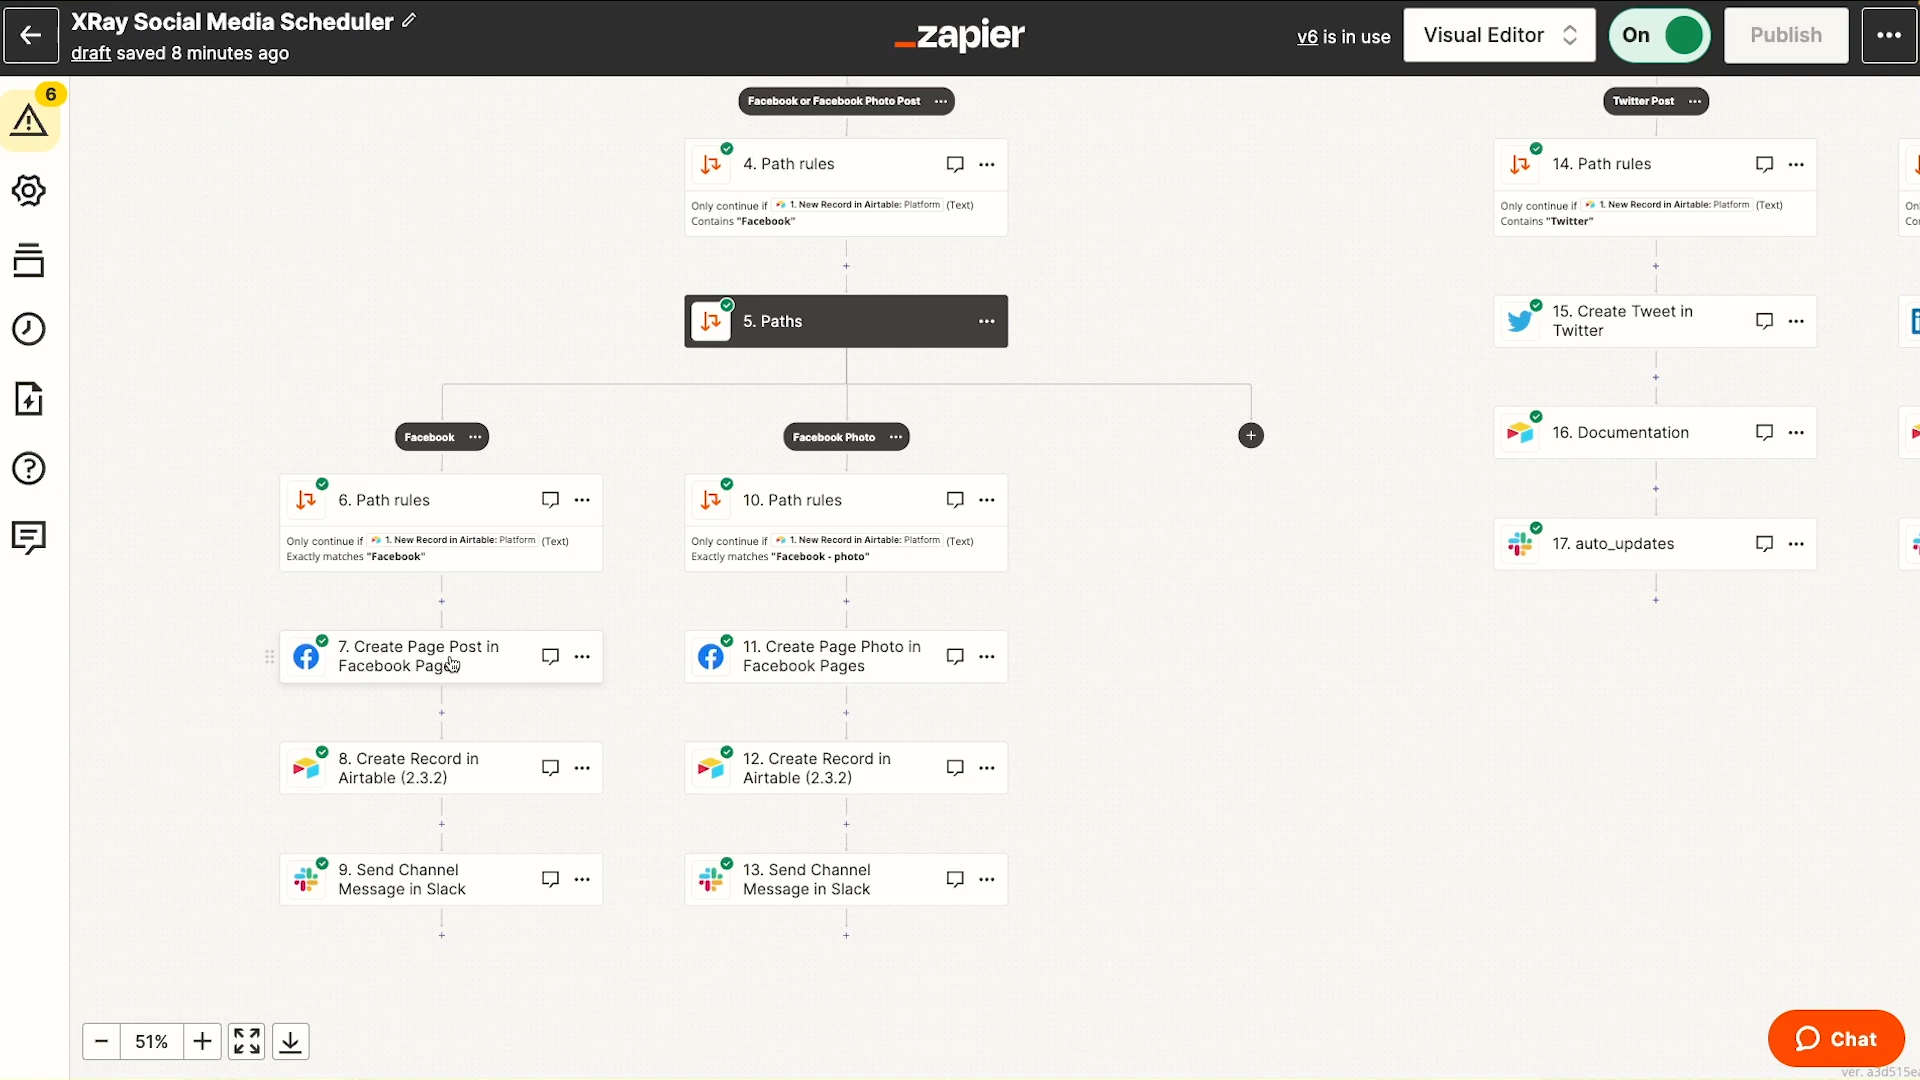 XRay Social Media Scheduler
draft saved 8 minutes ago
_zapier
v6 is in use
Visual Editor
On
Publish
6
Facebook or Facebook Photo Post
Twitter Post
4. Path rules
Only continue if 1. New Record in Airtable: Platform (Text)
Contains "Facebook"
14. Path rules
Only continue if 1. New Record in Airtable: Platform (Text)
Contains "Twitter"
5. Paths
15. Create Tweet in
Twitter
Facebook
Facebook Photo
16. Documentation
6. Path rules
Only continue if 1. New Record in Airtable: Platform (Text)
Exactly matches "Facebook"
10. Path rules
Only continue if 1. New Record in Airtable: Platform (Text)
Exactly matches "Facebook - photo"
17. auto_updates
7. Create Page Post in
Facebook Pages
11. Create Page Photo in
Facebook Pages
8. Create Record in
Airtable (2.3.2)
12. Create Record in
Airtable (2.3.2)
9. Send Channel
Message in Slack
13. Send Channel
Message in Slack
51%
Chat